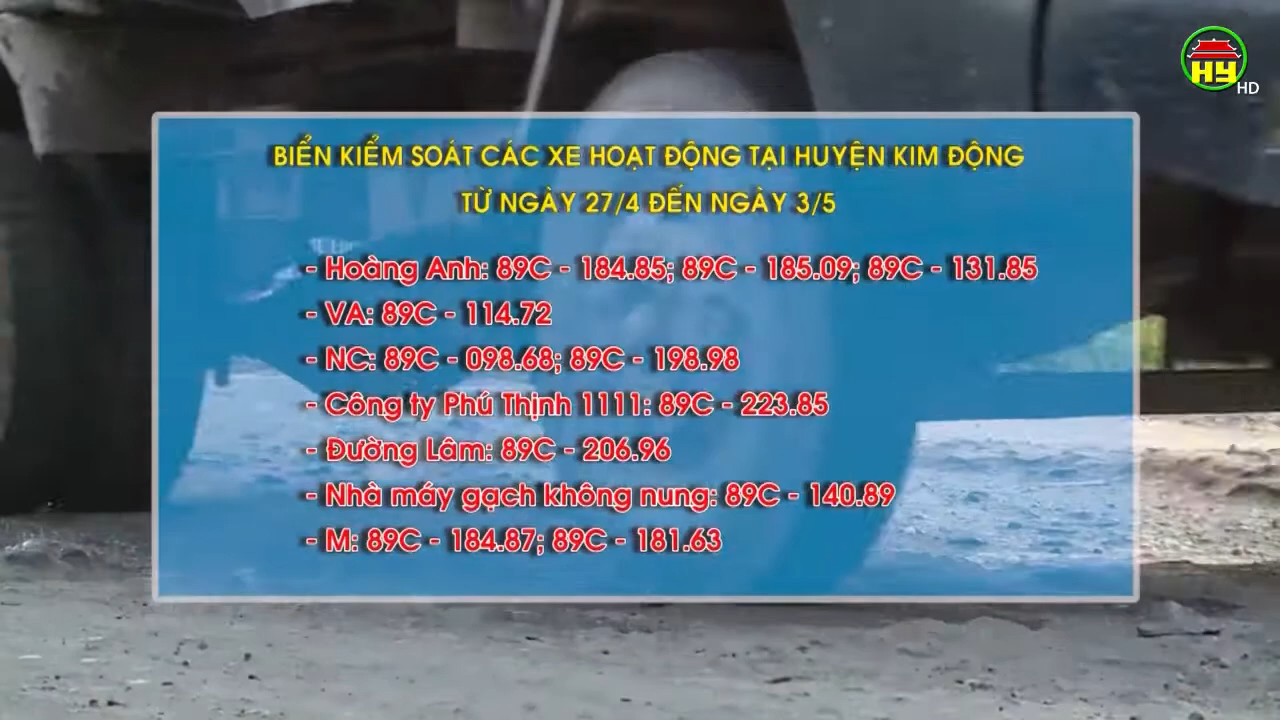 HY
HD
BIỂN KIỂM SOÁT CÁC XE HOẠT ĐỘNG TẠI HUYỆN KIM ĐỘNG
TỪ NGÀY 27/4 ĐẾN NGÀY 3/5
- Hoàng Anh: 89C - 184.85; 89C - 185.09; 89C - 131.85
- VA: 89C - 114.72
- NC: 89C - 098.68; 89C - 198.98
- Công ty Phú Thịnh 1111: 89C - 223.85
- Đường Lâm: 89C - 206.96
- Nhà máy gạch không nung: 89C - 140.89
- M: 89C - 184.87; 89C - 181.63